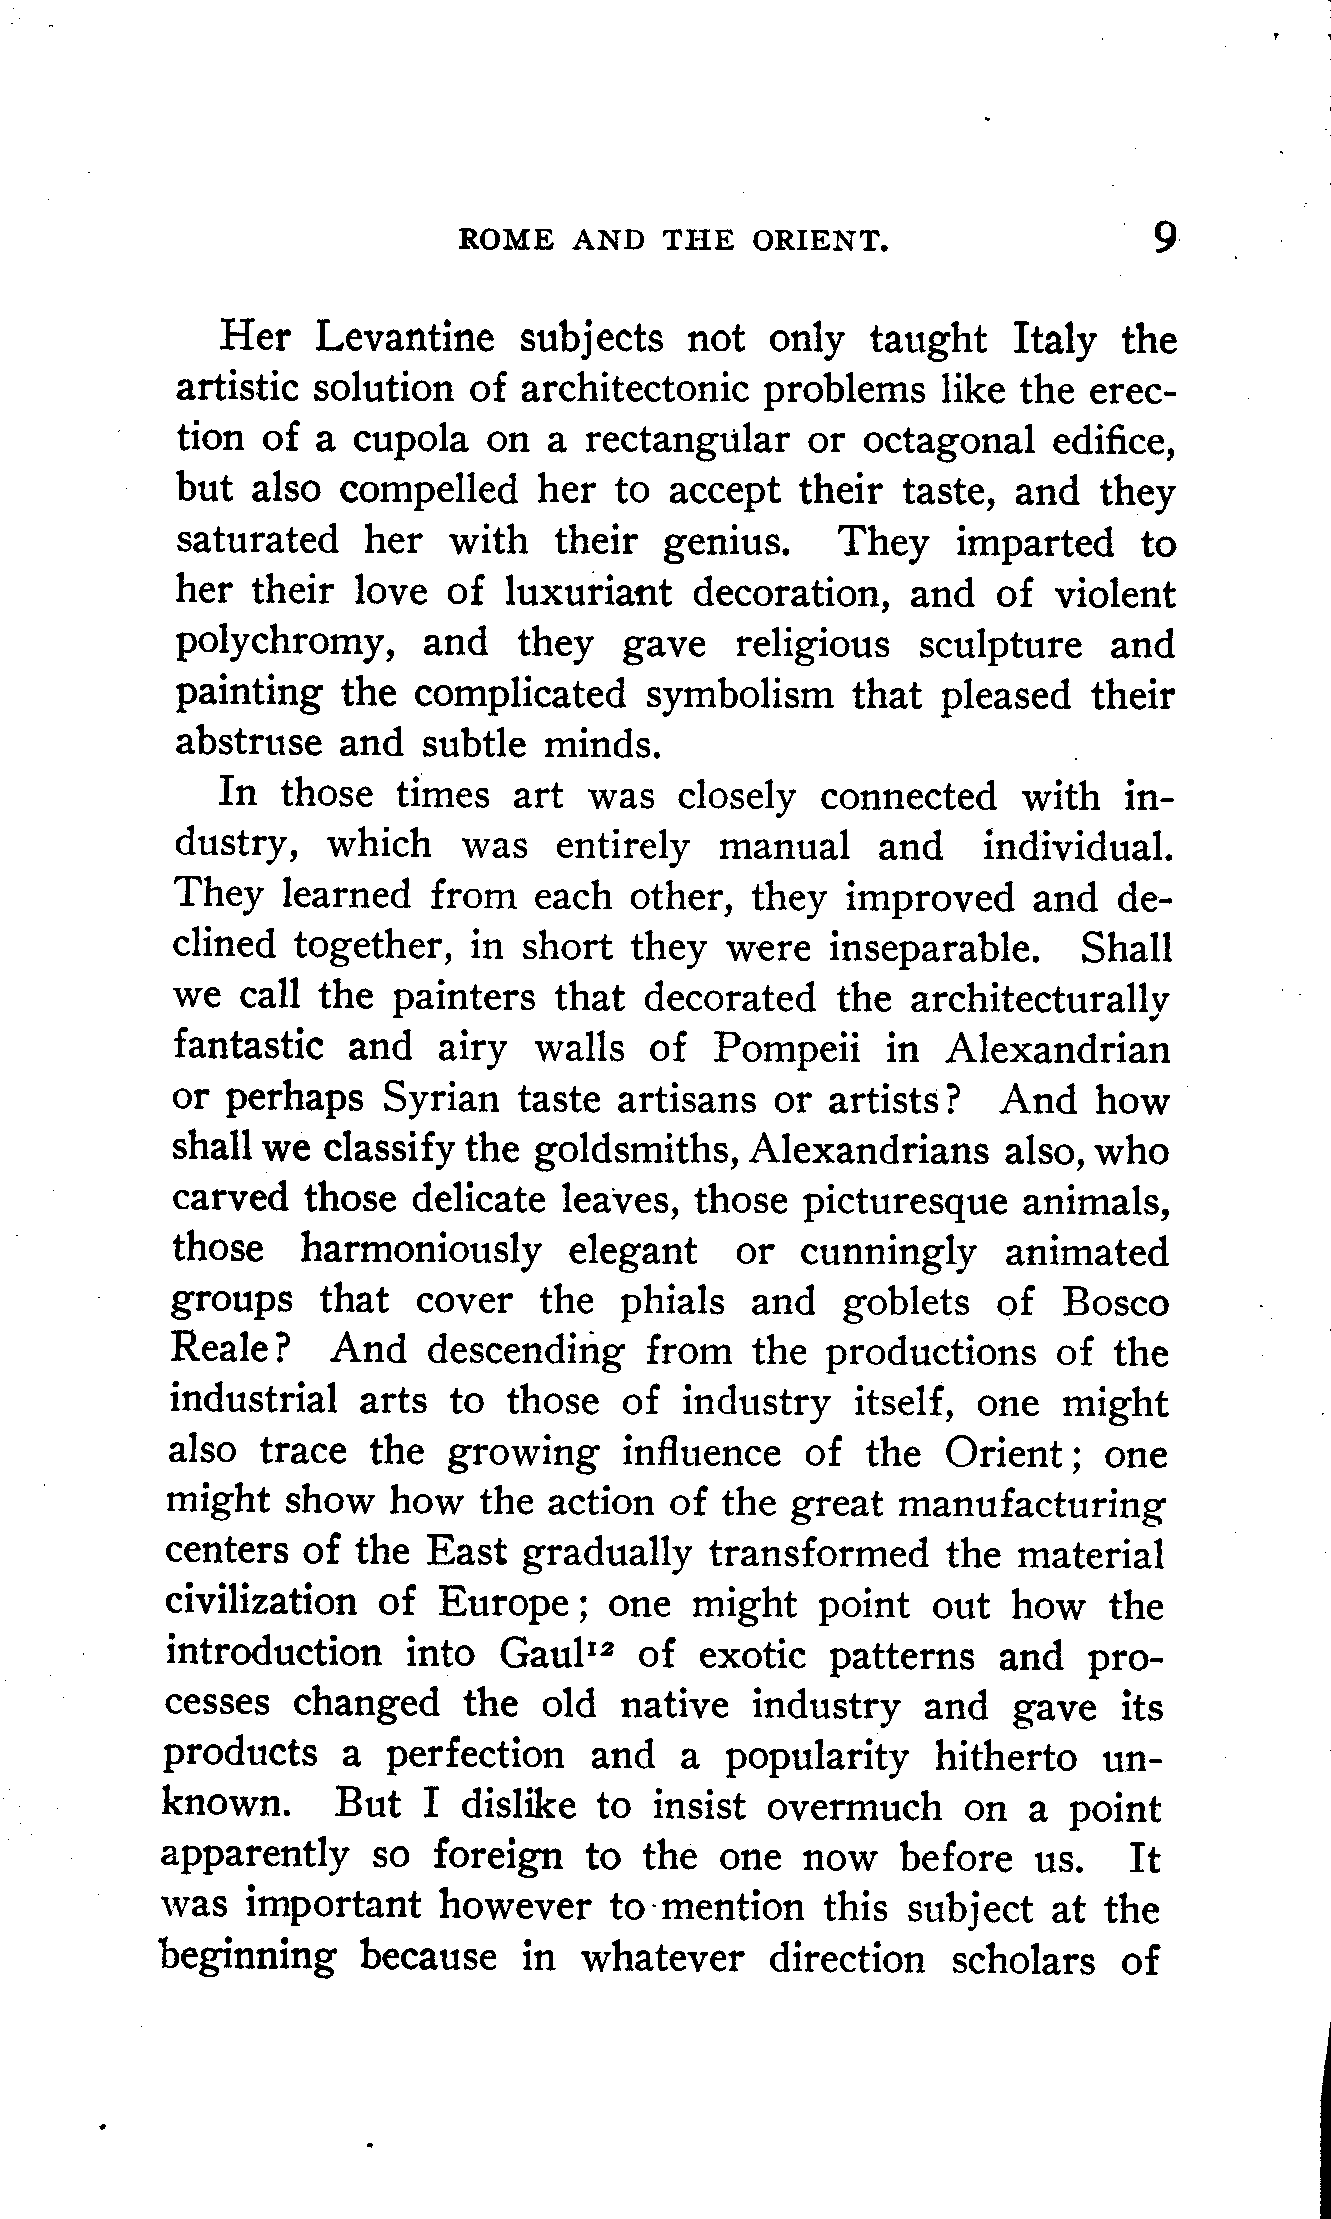 ROME AND THE ORIENT. 9
Her Levantine subjects not only taught Italy the
artistic solution of architectonic problems like the erec-
tion of a cupola on a rectangular or octagonal edifice,
but also compelled her to accept their taste, and they
saturated her with their genius. They imparted to
her their love of luxuriant decoration, and of violent
polychromy, and they gave religious sculpture and
painting the complicated symbolism that pleased their
abstruse and subtle minds.
In those times art was closely connected with in-
dustry, which was entirely manual and individual.
They learned from each other, they improved and de-
clined together, in short they were inseparable. Shall
we call the painters that decorated the architecturally
fantastic and airy walls of Pompeii in Alexandrian
or perhaps Syrian taste artisans or artists? And how
shall we classify the goldsmiths, Alexandrians also, who
carved those delicate leaves, those picturesque animals,
those harmoniously elegant or cunningly animated
groups that cover the phials and goblets of Bosco
Reale? And descending from the productions of the
industrial arts to those of industry itself, one might
also trace the growing influence of the Orient; one
might show how the action of the great manufacturing
centers of the East gradually transformed the material
civilization of Europe; one might point out how the
introduction into Gaul¹² of exotic patterns and pro-
cesses changed the old native industry and gave its
products a perfection and a popularity hitherto un-
known. But I dislike to insist overmuch on a point
apparently so foreign to the one now before us. It
was important however to mention this subject at the
beginning because in whatever direction scholars of